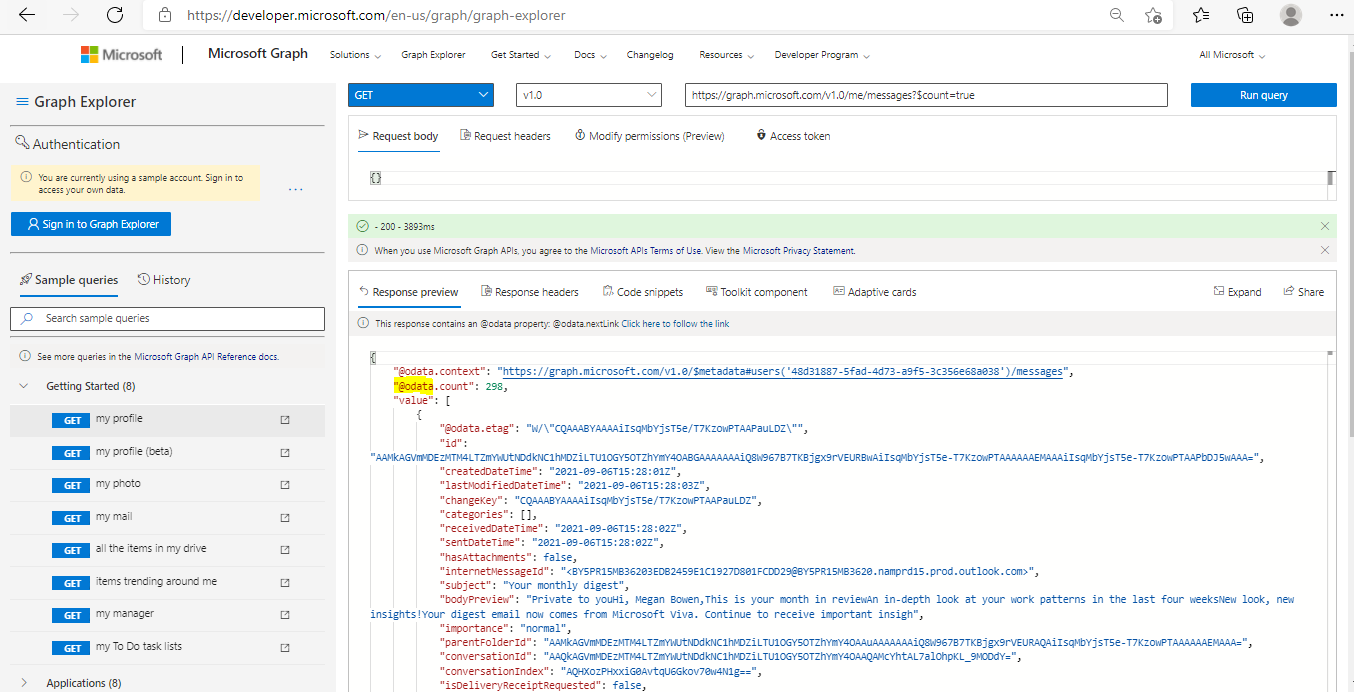 https://developer.microsoft.com/en-us/graph/graph-explorer
Microsoft
Microsoft Graph
Solutions
Graph Explorer
Get Started
Docs
Changelog
Resources
Developer Program
All Microsoft
Graph Explorer
GET
v1.0
https://graph.microsoft.com/v1.0/me/messages?$count=true
Run query
Authentication
You are currently using a sample account. Sign in to
access your own data.
...
Sign in to Graph Explorer
Request body
Request headers
Modify permissions (Preview)
Access token
{}
- 200 - 3893ms
When you use Microsoft Graph APIs, you agree to the Microsoft APIs Terms of Use. View the Microsoft Privacy Statement.
Sample queries
History
Search sample queries
See more queries in the Microsoft Graph API Reference docs.
Getting Started (8)
GET my profile
GET my profile (beta)
GET my photo
GET my mail
GET all the items in my drive
GET items trending around me
GET my manager
GET my To Do task lists
Applications (8)
Response preview
Response headers
Code snippets
Toolkit component
Adaptive cards
Expand
Share
This response contains an @odata property: @odata.nextLink Click here to follow the link
{
"@odata.context": "https://graph.microsoft.com/v1.0/$metadata#users('48d31887-5fad-4d73-a9f5-3c356e68a038')/messages",
"@odata.count": 298,
"value": [
{
"@odata.etag": "W/\"CQAAABYAAAAiIsqMbYjsT5e/T7KzowPTAAPauLDZ\"",
"id":
"AAMkAGVmMDEzMTM4LTZmYWUtNDdkNC1hMDZiLTU1OGY5OTZhYmY4OABGAAAAAAAiQ8W967B7TKBjgx9rVEURBwAiIsqMbYjsT5e-T7KzowPTAAAAAAEMAAAiIsqMbYjsT5e-T7KzowPTAAPbDJ5wAAA=",
"createdDateTime": "2021-09-06T15:28:01Z",
"lastModifiedDateTime": "2021-09-06T15:28:03Z",
"changeKey": "CQAAABYAAAAiIsqMbYjsT5e/T7KzowPTAAPauLDZ",
"categories": [],
"receivedDateTime": "2021-09-06T15:28:02Z",
"sentDateTime": "2021-09-06T15:28:02Z",
"hasAttachments": false,
"internetMessageId": "<BY5PR15MB36203EDB2459E1C1927D801FCDD29@BY5PR15MB3620.namprd15.prod.outlook.com>",
"subject": "Your monthly digest",
"bodyPreview": "Private to youHi, Megan Bowen,This is your month in reviewAn in-depth look at your work patterns in the last four weeksNew look, new
insights!Your digest email now comes from Microsoft Viva. Continue to receive important insigh",
"importance": "normal",
"parentFolderId": "AAMkAGVmMDEzMTM4LTZmYWUtNDdkNC1hMDZiLTU1OGY5OTZhYmY4OAAuAAAAAAAiQ8W967B7TKBjgx9rVEURAQAiIsqMbYjsT5e-T7KzowPTAAAAAAEMAAA=",
"conversationId": "AAQkAGVmMDEzMTM4LTZmYWUtNDdkNC1hMDZiLTU1OGY5OTZhYmY4OAAQAMcYhtAL7alOhpKL_9MODdY=",
"conversationIndex": "AQHXozPHxxiG0AvtqU6Gkov70w4N1g==",
"isDeliveryReceiptRequested": false,